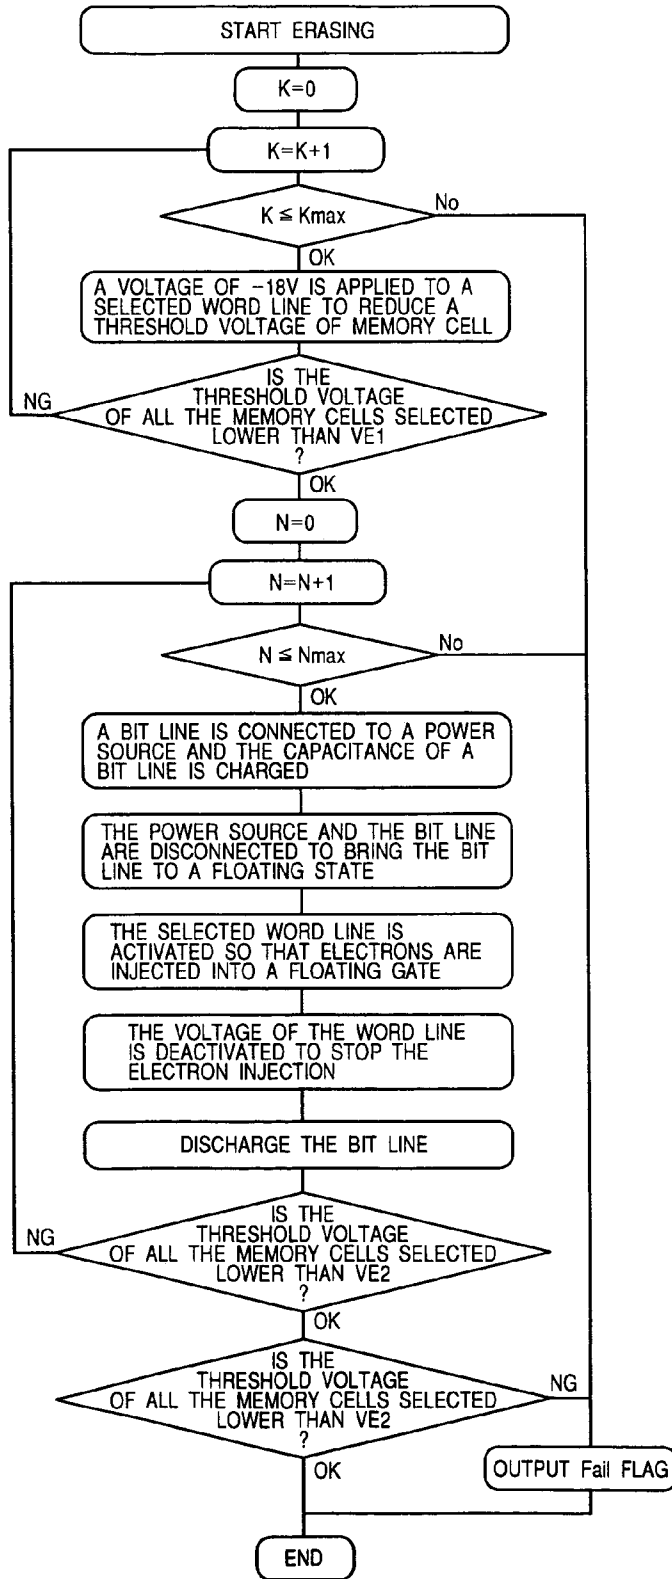 START ERASING
K=0
K=K+1
K ≦ Kmax
No
OK
A VOLTAGE OF -18V IS APPLIED TO A
SELECTED WORD LINE TO REDUCE A
THRESHOLD VOLTAGE OF MEMORY CELL
IS THE
THRESHOLD VOLTAGE
OF ALL THE MEMORY CELLS SELECTED
LOWER THAN VE1
?
NG
OK
N=0
N=N+1
N ≦ Nmax
No
OK
A BIT LINE IS CONNECTED TO A POWER
SOURCE AND THE CAPACITANCE OF A
BIT LINE IS CHARGED
THE POWER SOURCE AND THE BIT LINE
ARE DISCONNECTED TO BRING THE BIT
LINE TO A FLOATING STATE
THE SELECTED WORD LINE IS
ACTIVATED SO THAT ELECTRONS ARE
INJECTED INTO A FLOATING GATE
THE VOLTAGE OF THE WORD LINE
IS DEACTIVATED TO STOP THE
ELECTRON INJECTION
DISCHARGE THE BIT LINE
IS THE
THRESHOLD VOLTAGE
OF ALL THE MEMORY CELLS SELECTED
LOWER THAN VE2
?
NG
OK
IS THE
THRESHOLD VOLTAGE
OF ALL THE MEMORY CELLS SELECTED
LOWER THAN VE2
?
NG
OK
OUTPUT Fail FLAG
END